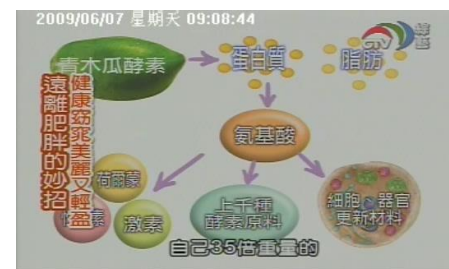 2009/06/07 星期天 09:08:44
CTV 綜藝
青木瓜酵素
蛋白質
脂肪
健康窈窕美麗又輕盈
遠離肥胖的妙招
氨基酸
荷爾蒙
激素
上千種
酵素原料
細胞、器官
更新材料
自己35倍重量的